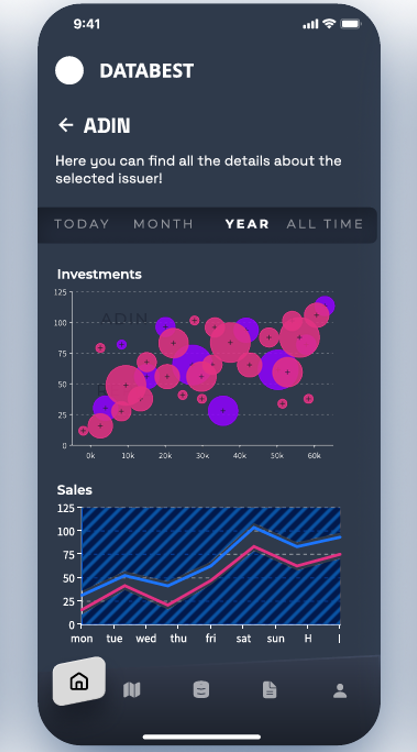 9:41
DATABEST
ADIN
Here you can find all the details about the
selected issuer!
TODAY MONTH YEAR ALL TIME
Investments
125
ADIN
100
75
50
25
0
0k 10k 20k 30k 40k 50k 60k
Sales
125
100
75
50
25
0
mon tue wed thu fri sat sun H I